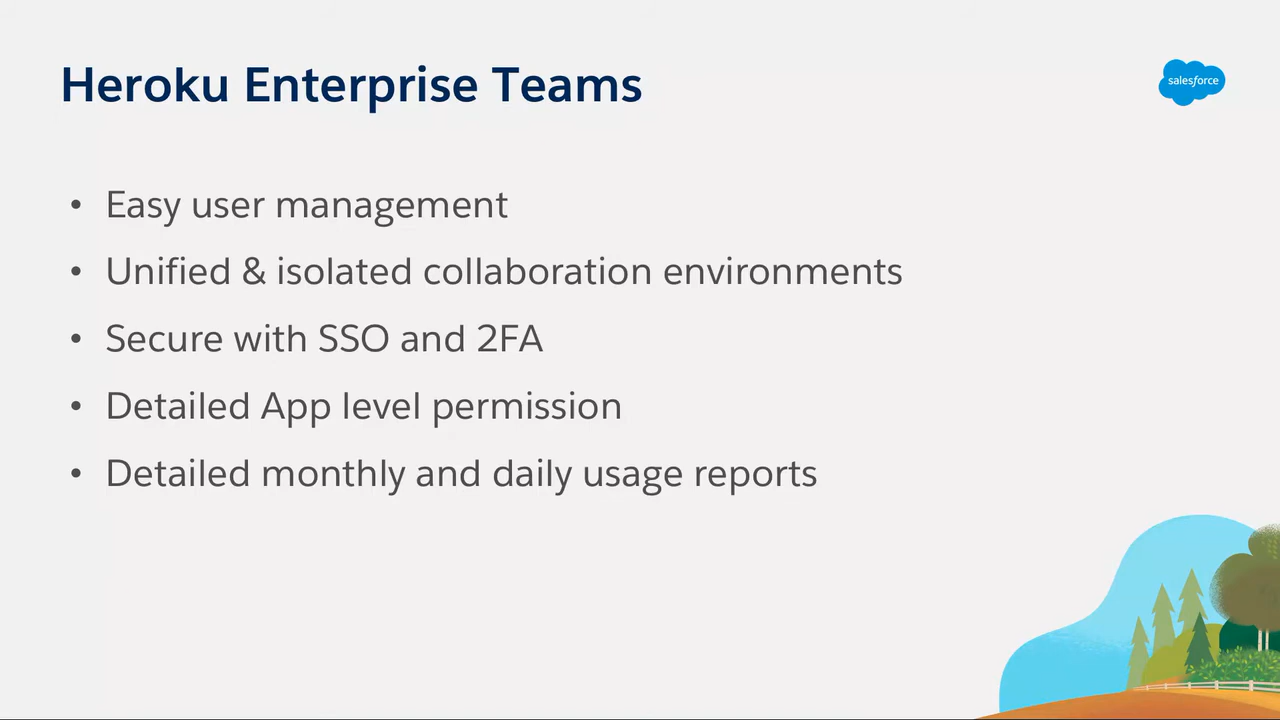 Heroku Enterprise Teams
salesforce
• Easy user management
• Unified & isolated collaboration environments
• Secure with SSO and 2FA
• Detailed App level permission
• Detailed monthly and daily usage reports